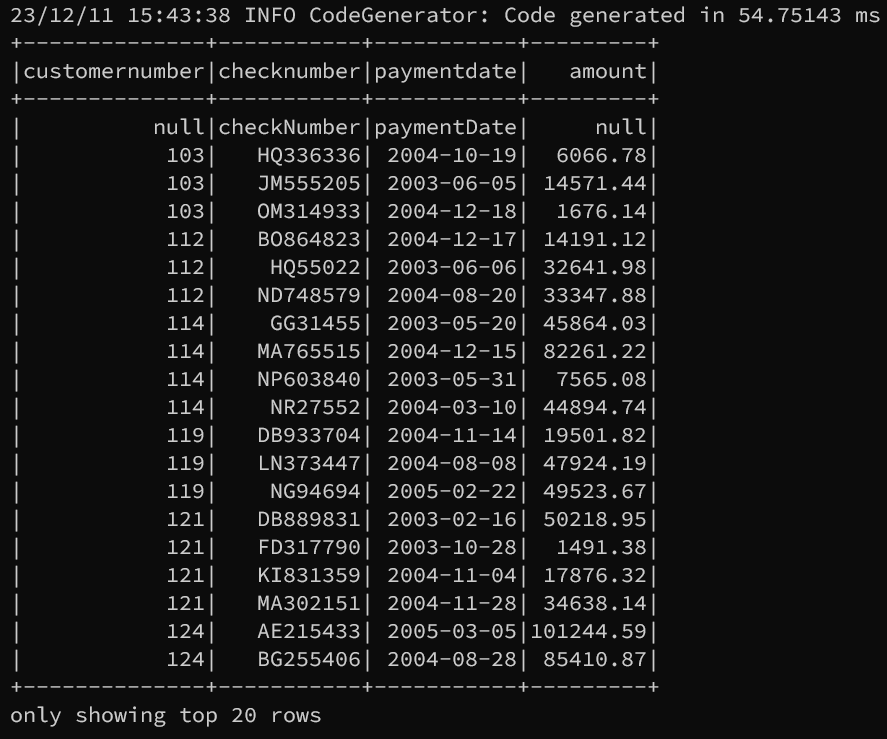 23/12/11 15:43:38 INFO CodeGenerator: Code generated in 54.75143 ms
+--------------+-----------+-----------+---------+
|customernumber|checknumber|paymentdate|   amount|
+--------------+-----------+-----------+---------+
|          null|checkNumber|paymentDate|     null|
|           103|   HQ336336| 2004-10-19|  6066.78|
|           103|   JM555205| 2003-06-05| 14571.44|
|           103|   OM314933| 2004-12-18|  1676.14|
|           112|   BO864823| 2004-12-17| 14191.12|
|           112|    HQ55022| 2003-06-06| 32641.98|
|           112|   ND748579| 2004-08-20| 33347.88|
|           114|    GG31455| 2003-05-20| 45864.03|
|           114|   MA765515| 2004-12-15| 82261.22|
|           114|   NP603840| 2003-05-31|  7565.08|
|           114|    NR27552| 2004-03-10| 44894.74|
|           119|   DB933704| 2004-11-14| 19501.82|
|           119|   LN373447| 2004-08-08| 47924.19|
|           119|    NG94694| 2005-02-22| 49523.67|
|           121|   DB889831| 2003-02-16| 50218.95|
|           121|   FD317790| 2003-10-28|  1491.38|
|           121|   KI831359| 2004-11-04| 17876.32|
|           121|   MA302151| 2004-11-28| 34638.14|
|           124|   AE215433| 2005-03-05|101244.59|
|           124|   BG255406| 2004-08-28| 85410.87|
+--------------+-----------+-----------+---------+
only showing top 20 rows